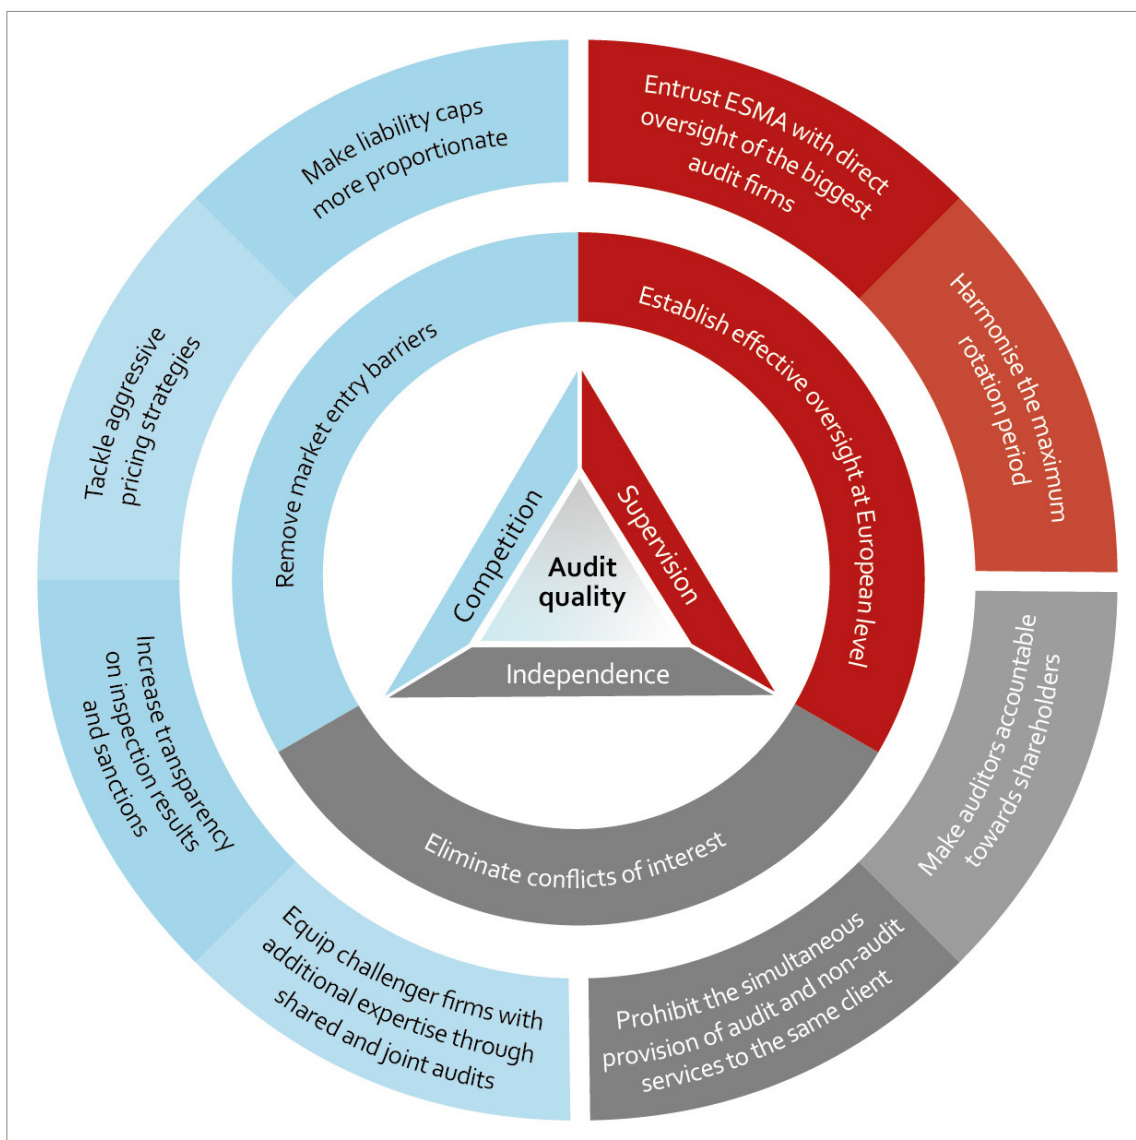 Make liability caps
more proportionate
Entrust ESMA with direct
oversight of the biggest
audit firms
Harmonise the maximum
rotation period
Make auditors accountable
towards shareholders
Prohibit the simultaneous
provision of audit and non-audit
services to the same client
Equip challenger firms with
additional expertise through
shared and joint audits
Increase transparency
on inspection results
and sanctions
Tackle aggressive
pricing strategies
Remove market entry barriers
Establish effective oversight at European level
Eliminate conflicts of interest
Competition
Supervision
Independence
Audit
quality